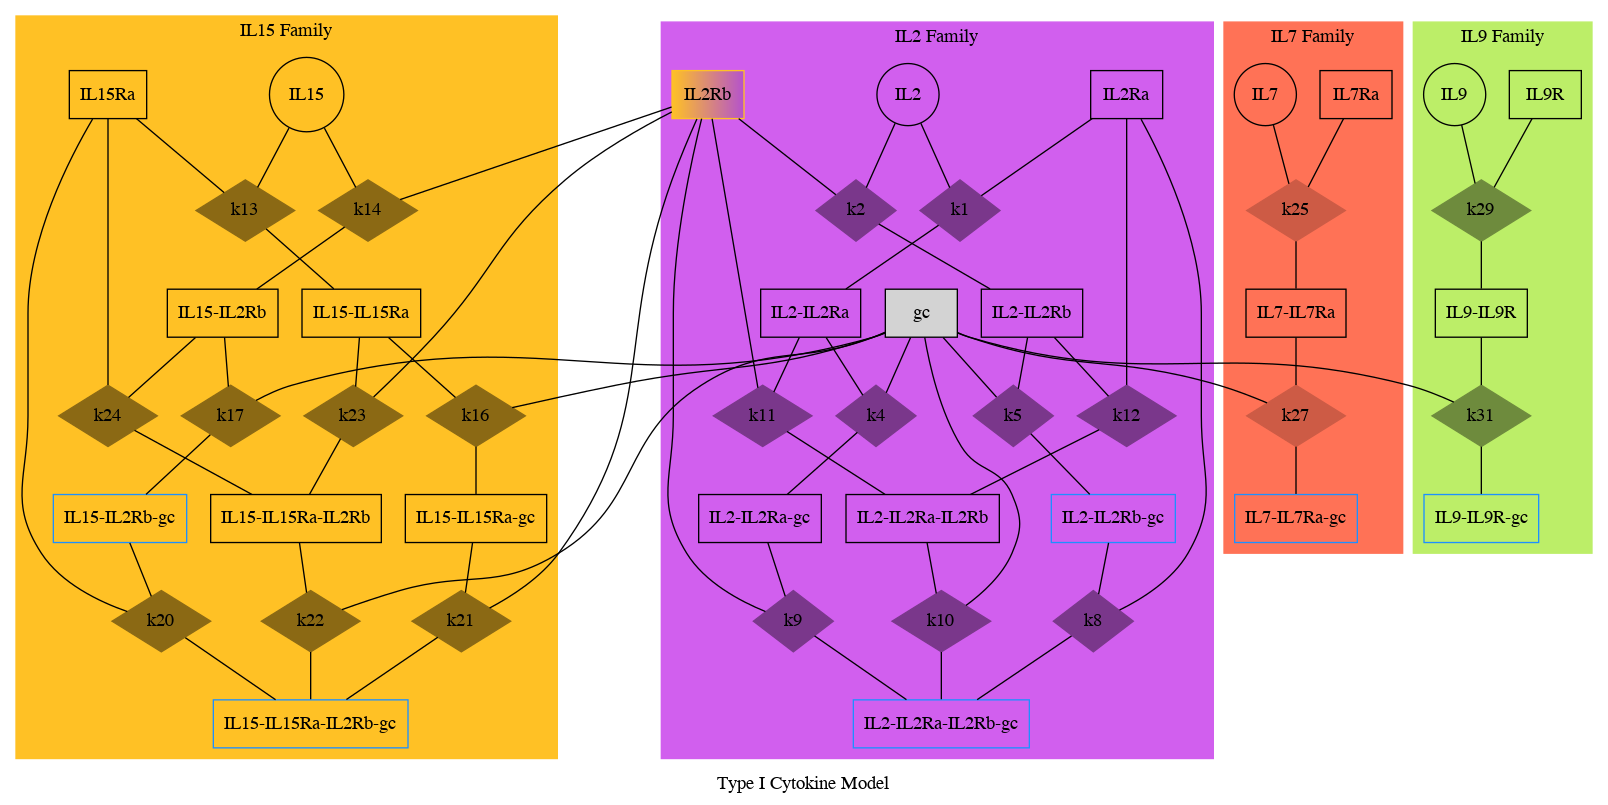 IL15 Family
IL2 Family
IL7 Family
IL9 Family
IL15Ra
IL15
IL2Rb
IL2
IL2Ra
IL7
IL7Ra
IL9
IL9R
k13
k14
k2
k1
k25
k29
IL15-IL2Rb
IL15-IL15Ra
IL2-IL2Ra
gc
IL2-IL2Rb
IL7-IL7Ra
IL9-IL9R
k24
k17
k23
k16
k11
k4
k5
k12
k27
k31
IL15-IL2Rb-gc
IL15-IL15Ra-IL2Rb
IL15-IL15Ra-gc
IL2-IL2Ra-gc
IL2-IL2Ra-IL2Rb
IL2-IL2Rb-gc
IL7-IL7Ra-gc
IL9-IL9R-gc
k20
k22
k21
k9
k10
k8
IL15-IL15Ra-IL2Rb-gc
IL2-IL2Ra-IL2Rb-gc
Type I Cytokine Model